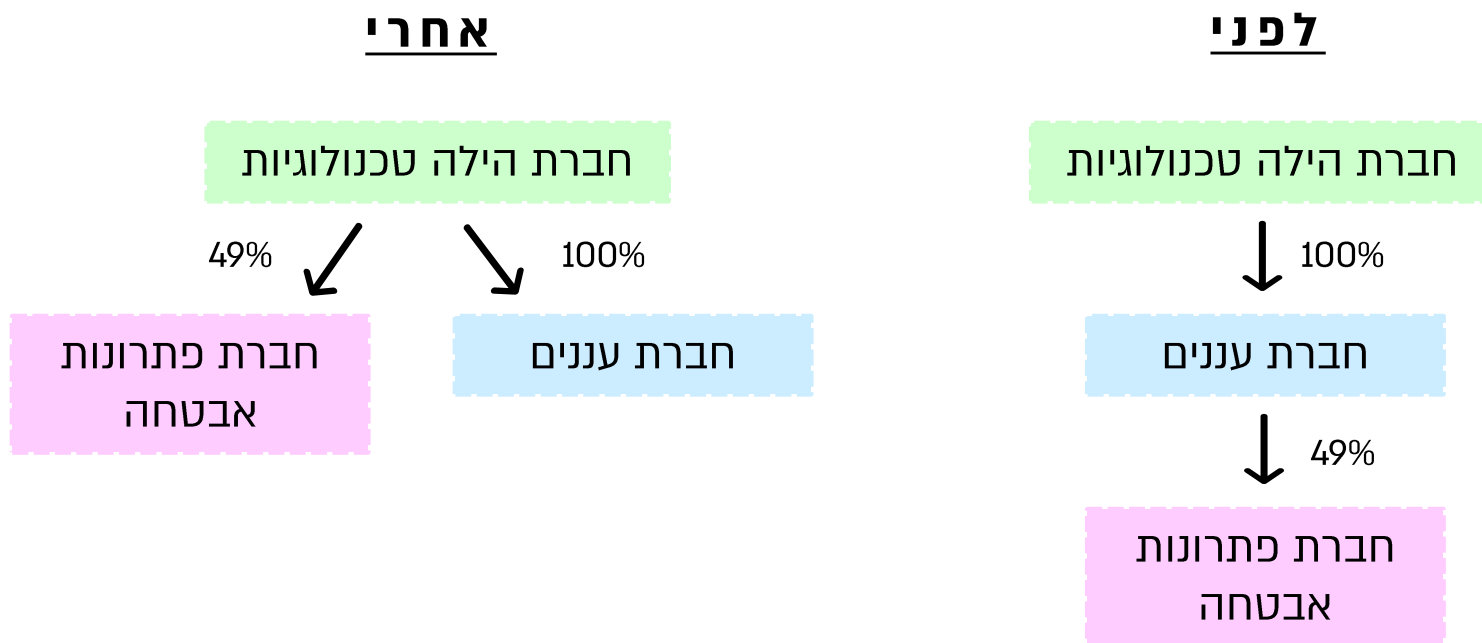 לפני
חברת הילה טכנולוגיות
100%
חברת עננים
49%
חברת פתרונות
אבטחה
אחרי
חברת הילה טכנולוגיות
100%
49%
חברת עננים
חברת פתרונות
אבטחה